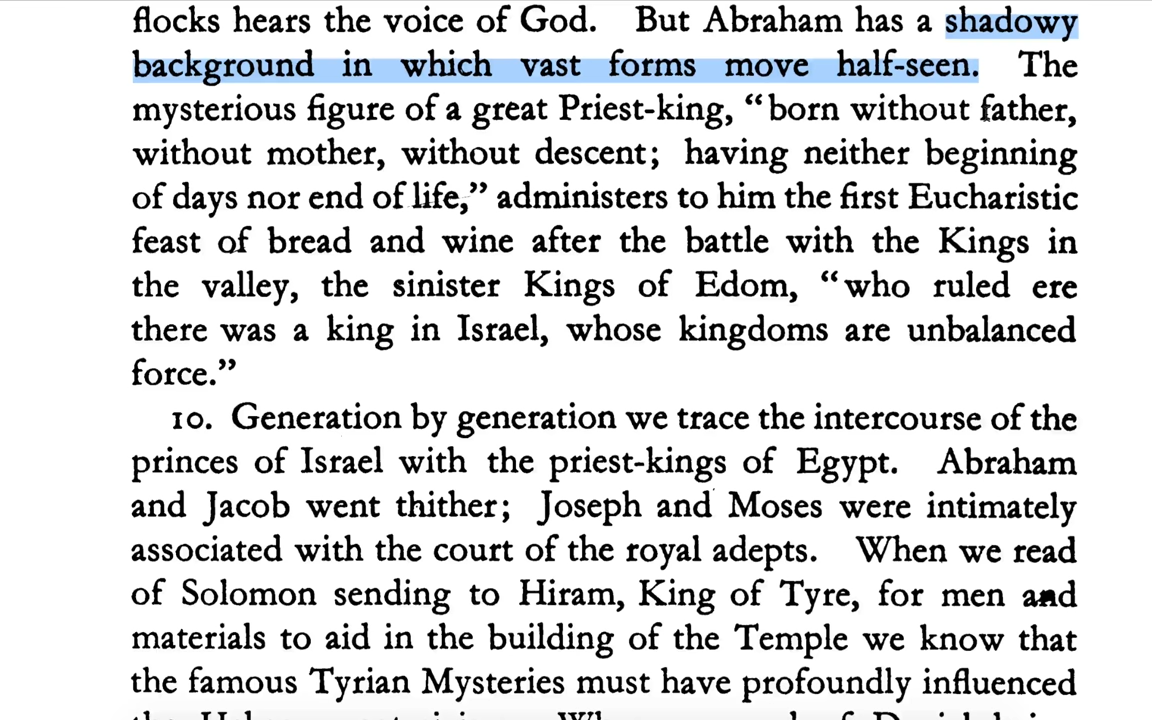 flocks hears the voice of God. But Abraham has a shadowy
background in which vast forms move half-seen. The
mysterious figure of a great Priest-king, “born without father,
without mother, without descent; having neither beginning
of days nor end of life,” administers to him the first Eucharistic
feast of bread and wine after the battle with the Kings in
the valley, the sinister Kings of Edom, “who ruled ere
there was a king in Israel, whose kingdoms are unbalanced
force.”
10. Generation by generation we trace the intercourse of the
princes of Israel with the priest-kings of Egypt. Abraham
and Jacob went thither; Joseph and Moses were intimately
associated with the court of the royal adepts. When we read
of Solomon sending to Hiram, King of Tyre, for men and
materials to aid in the building of the Temple we know that
the famous Tyrian Mysteries must have profoundly influenced